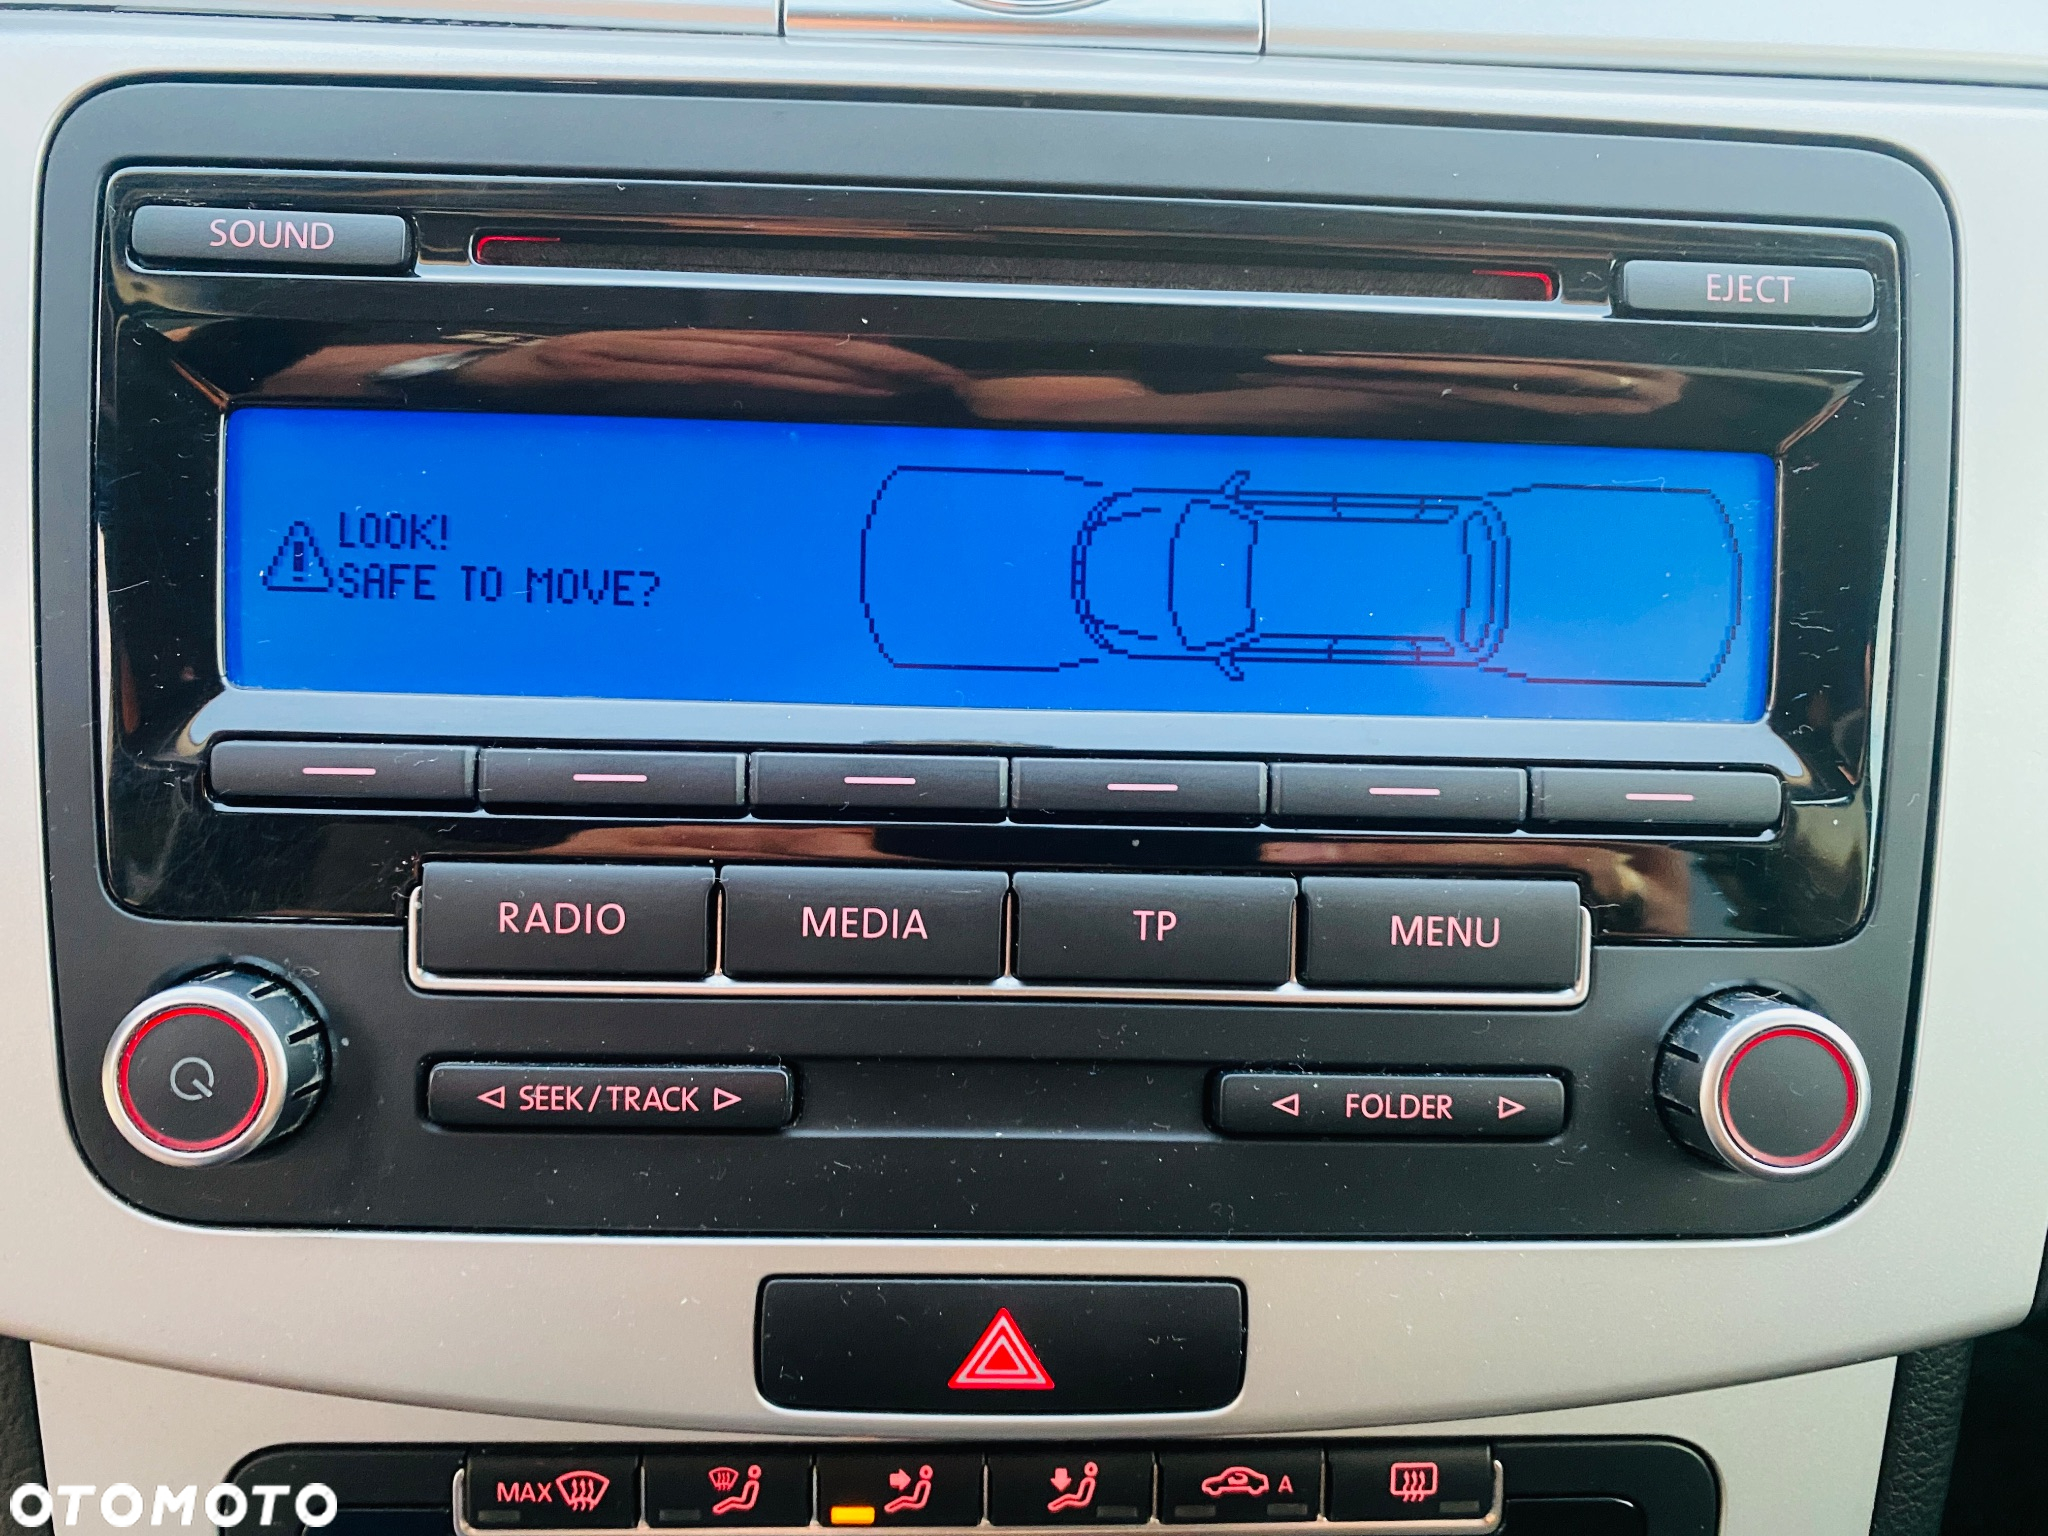 SOUND
EJECT
LOOK!
SAFE TO MOVE?
RADIO
MEDIA
TP
MENU
SEEK/TRACK
FOLDER
MAX
A
OTOMOTO